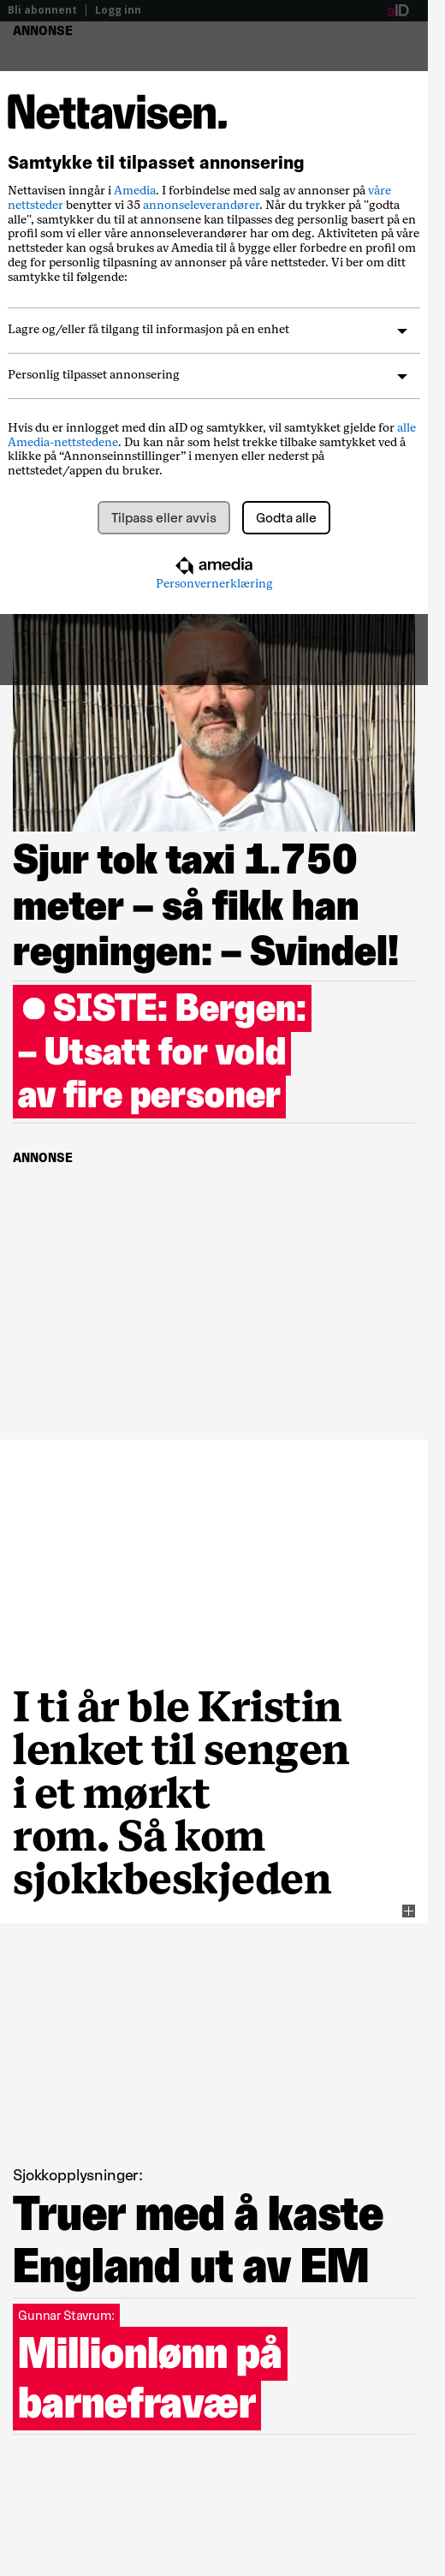 Bli abonnent | Logg inn aID
ANNONSE
Nettavisen.
Samtykke til tilpasset annonsering
Nettavisen inngår i Amedia. I forbindelse med salg av annonser på våre
nettsteder benytter vi 35 annonseleverandører. Når du trykker på "godta
alle", samtykker du til at annonsene kan tilpasses deg personlig basert på en
profil som vi eller våre annonseleverandører har om deg. Aktiviteten på våre
nettsteder kan også brukes av Amedia til å bygge eller forbedre en profil om
deg for personlig tilpasning av annonser på våre nettsteder. Vi ber om ditt
samtykke til følgende:
Lagre og/eller få tilgang til informasjon på en enhet
Personlig tilpasset annonsering
Hvis du er innlogget med din aID og samtykker, vil samtykket gjelde for alle
Amedia-nettstedene. Du kan når som helst trekke tilbake samtykket ved å
klikke på “Annonseinnstillinger” i menyen eller nederst på
nettstedet/appen du bruker.
Tilpass eller avvis Godta alle
amedia
Personvernerklæring
Sjur tok taxi 1.750
meter – så fikk han
regningen: – Svindel!
SISTE: Bergen:
– Utsatt for vold
av fire personer
ANNONSE
I ti år ble Kristin
lenket til sengen
i et mørkt
rom. Så kom
sjokkbeskjeden
Sjokkopplysninger:
Truer med å kaste
England ut av EM
Gunnar Stavrum:
Millionlønn på
barnefravær